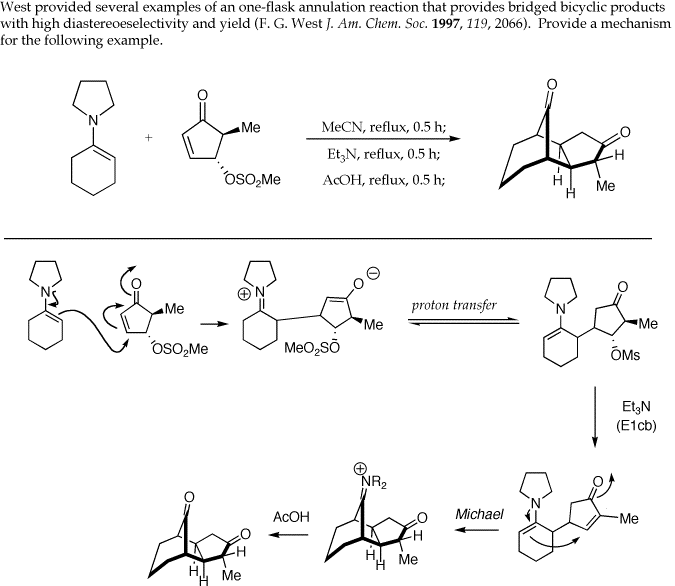 West provided several examples of an one-flask annulation reaction that provides bridged bicyclic products
with high diastereoeselectivity and yield (F. G. West J. Am. Chem. Soc. 1997, 119, 2066). Provide a mechanism
for the following example.
N
+
O
Me
OSO2Me
MeCN, reflux, 0.5 h;
Et3N, reflux, 0.5 h;
AcOH, reflux, 0.5 h;
O
O
H
H
H
Me
N
O
Me
OSO2Me
⊕
N
O
⊖
Me
MeO2SO
proton transfer
N
O
Me
OMs
Et3N
(E1cb)
N
O
Me
Michael
⊕
NR2
O
H
H
H
Me
AcOH
O
O
H
H
H
Me